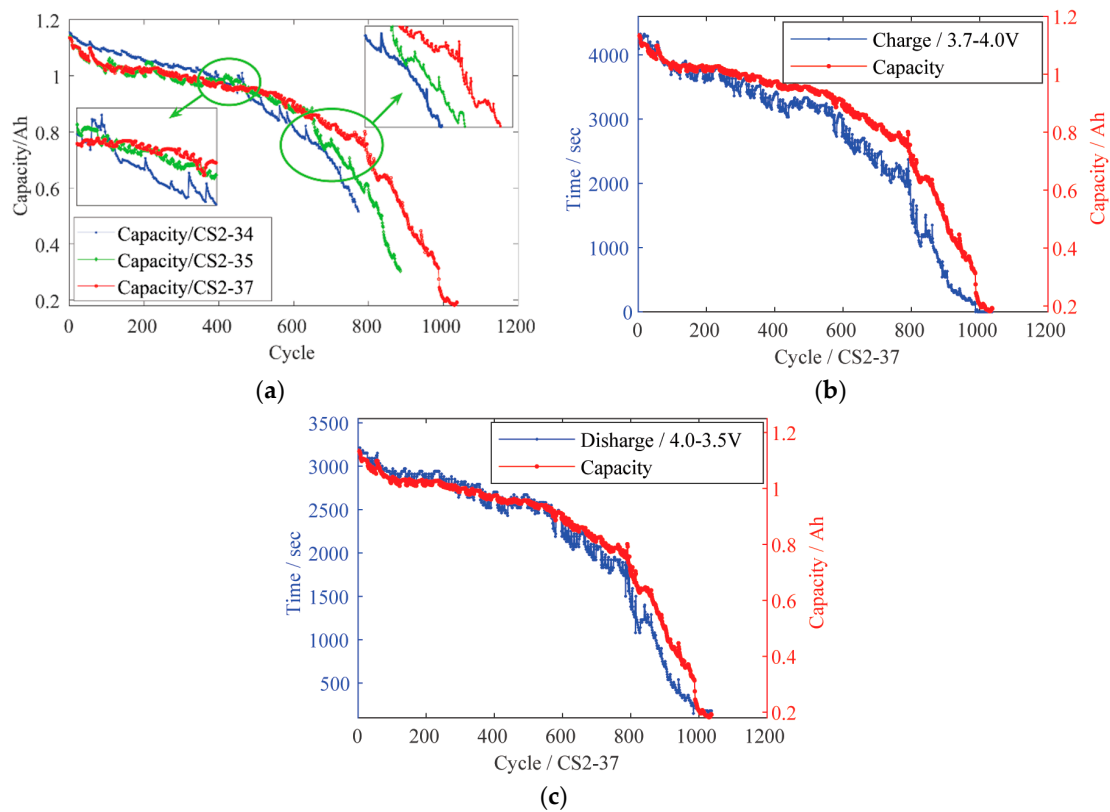 1.2
1
0.8
0.6
0.4
0.2
Capacity/Ah
Capacity/CS2-34
Capacity/CS2-35
Capacity/CS2-37
0 200 400 600 800 1000 1200
Cycle
(a)
4000
3000
2000
1000
0
Time / sec
Charge / 3.7-4.0V
Capacity
1.2
1
0.8
0.6
0.4
0.2
Capacity / Ah
0 200 400 600 800 1000 1200
Cycle / CS2-37
(b)
3500
3000
2500
2000
1500
1000
500
Time / sec
Disharge / 4.0-3.5V
Capacity
1.2
1
0.8
0.6
0.4
0.2
Capacity / Ah
0 200 400 600 800 1000 1200
Cycle / CS2-37
(c)